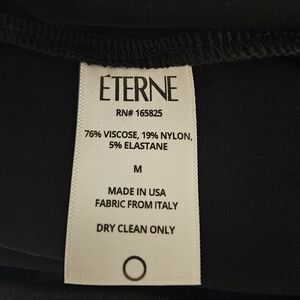 ÉTERNE
RN# 165825
76% VISCOSE, 19% NYLON,
5% ELASTANE
M
MADE IN USA
FABRIC FROM ITALY
DRY CLEAN ONLY